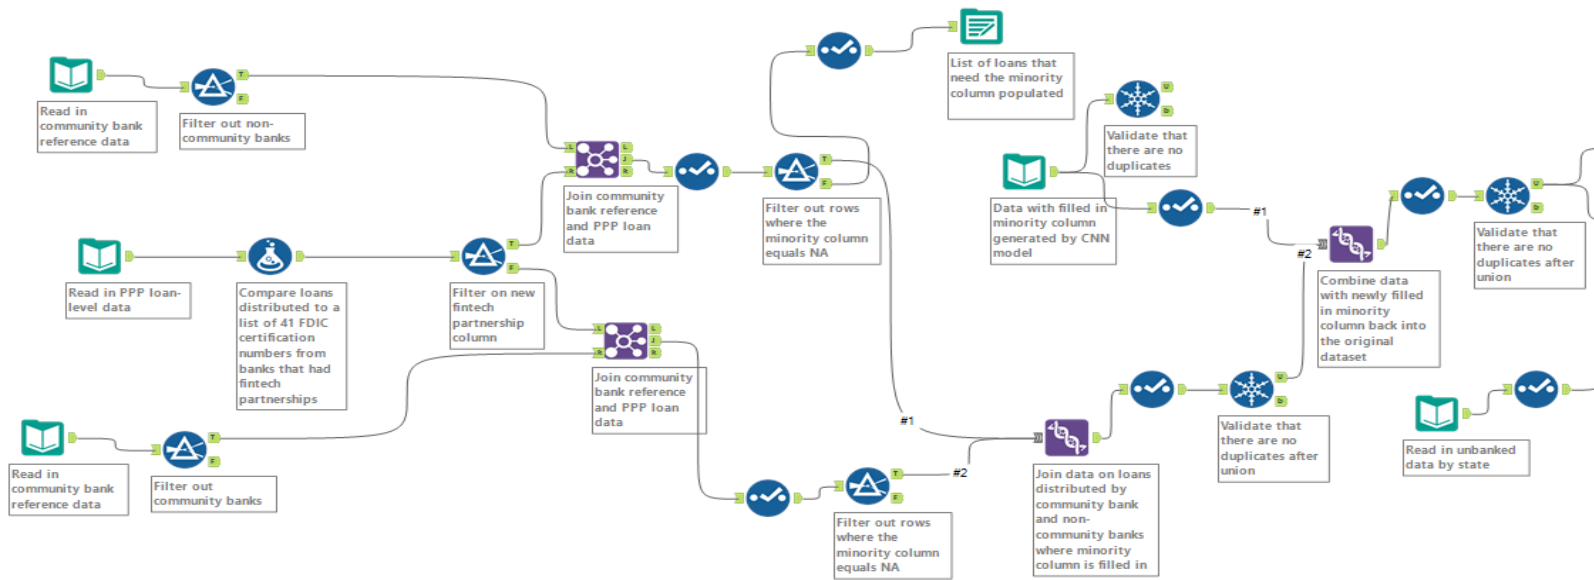 Read in
community bank
reference data
T
F
Filter out non-
community banks
L
R
L
J
R
Join community
bank reference
and PPP loan
data
T
F
Filter out rows
where the
minority column
equals NA
List of loans that
need the minority
column populated
U
D
Validate that
there are no
duplicates
Data with filled in
minority column
generated by CNN
model
#1
#2
Combine data
with newly filled
in minority
column back into
the original
dataset
U
D
Validate that
there are no
duplicates after
union
Read in PPP loan-
level data
Compare loans
distributed to a
list of 41 FDIC
certification
numbers from
banks that had
fintech
partnerships
T
F
Filter on new
fintech
partnership
column
L
R
L
J
R
Join community
bank reference
and PPP loan
data
Read in
community bank
reference data
T
F
Filter out
community banks
T
F
Filter out rows
where the
minority column
equals NA
#1
#2
Join data on loans
distributed by
community bank
and non-
community banks
where minority
column is filled in
U
D
Validate that
there are no
duplicates after
union
Read in unbanked
data by state